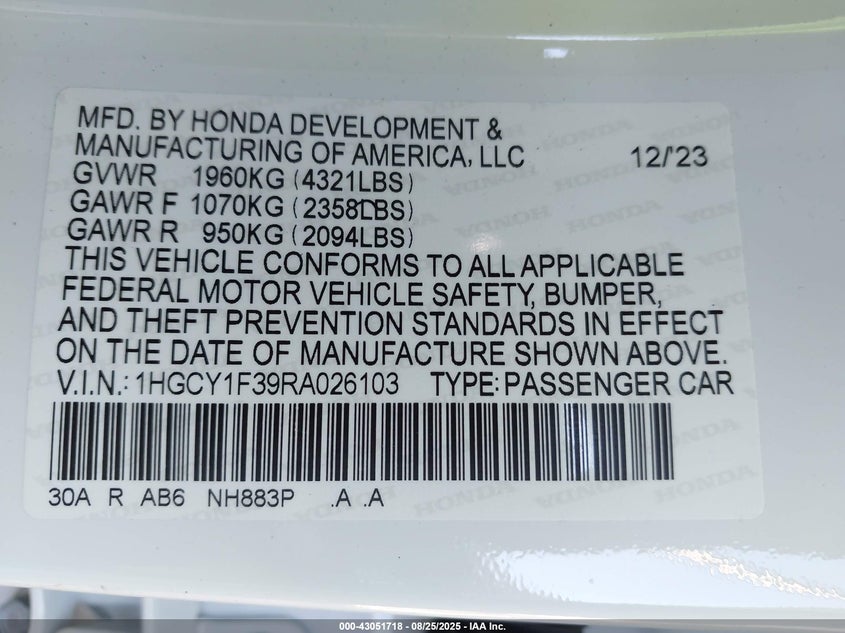 MFD. BY HONDA DEVELOPMENT &
MANUFACTURING OF AMERICA, LLC 12/23
GVWR 1960KG (4321LBS)
GAWR F 1070KG (2358LBS)
GAWR R 950KG (2094LBS)
THIS VEHICLE CONFORMS TO ALL APPLICABLE
FEDERAL MOTOR VEHICLE SAFETY, BUMPER,
AND THEFT PREVENTION STANDARDS IN EFFECT
ON THE DATE OF MANUFACTURE SHOWN ABOVE.
V.I.N.: 1HGCY1F39RA026103 TYPE: PASSENGER CAR
30A R AB6 NH883P .A .A
000-43051718 - 08/25/2025 - IAA Inc.